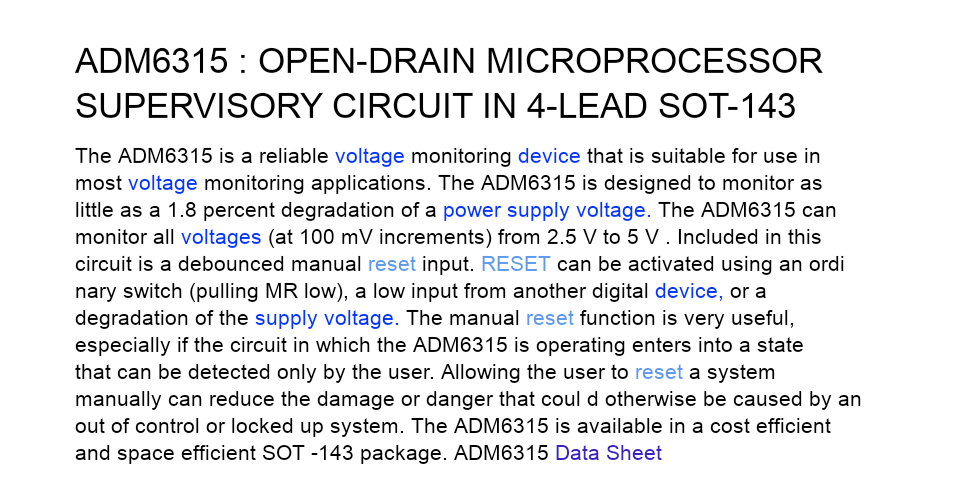 ADM6315 : OPEN-DRAIN MICROPROCESSOR
SUPERVISORY CIRCUIT IN 4-LEAD SOT-143
The ADM6315 is a reliable voltage monitoring device that is suitable for use in
most voltage monitoring applications. The ADM6315 is designed to monitor as
little as a 1.8 percent degradation of a power supply voltage. The ADM6315 can
monitor all voltages (at 100 mV increments) from 2.5 V to 5 V . Included in this
circuit is a debounced manual reset input. RESET can be activated using an ordi
nary switch (pulling MR low), a low input from another digital device, or a
degradation of the supply voltage. The manual reset function is very useful,
especially if the circuit in which the ADM6315 is operating enters into a state
that can be detected only by the user. Allowing the user to reset a system
manually can reduce the damage or danger that coul d otherwise be caused by an
out of control or locked up system. The ADM6315 is available in a cost efficient
and space efficient SOT -143 package. ADM6315 Data Sheet